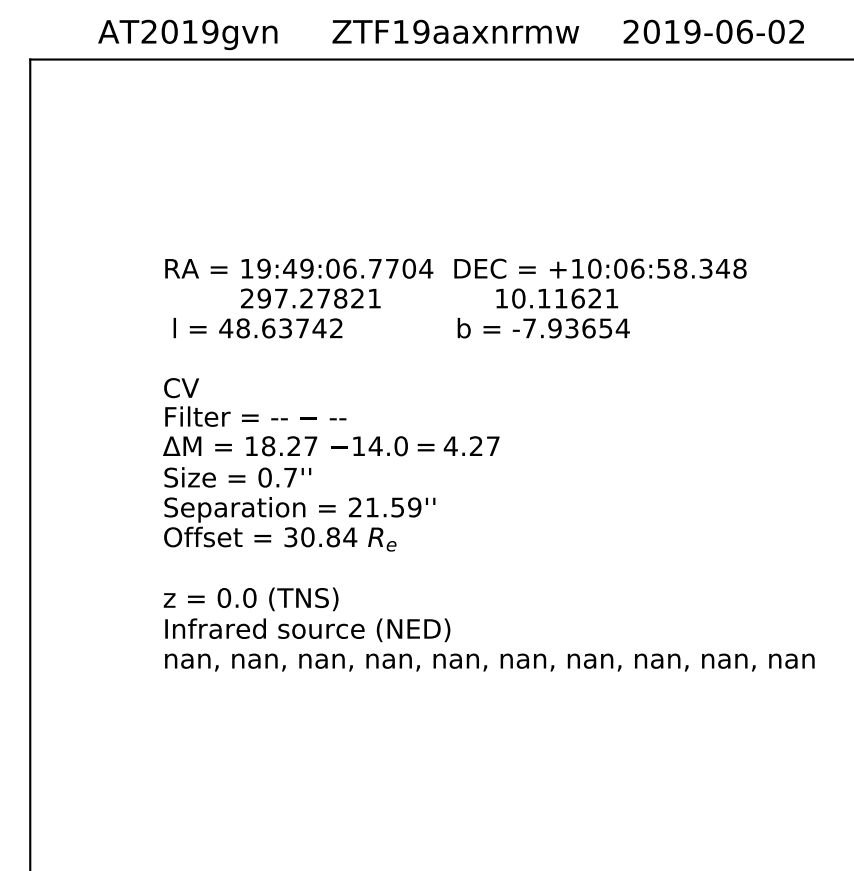 AT2019gvn ZTF19aaxnrmw 2019-06-02
RA = 19:49:06.7704 DEC = +10:06:58.348
297.27821 10.11621
l = 48.63742 b = -7.93654
CV
Filter = -- − --
ΔM = 18.27 −14.0 = 4.27
Size = 0.7''
Separation = 21.59''
Offset = 30.84 Rₑ
z = 0.0 (TNS)
Infrared source (NED)
nan, nan, nan, nan, nan, nan, nan, nan, nan, nan